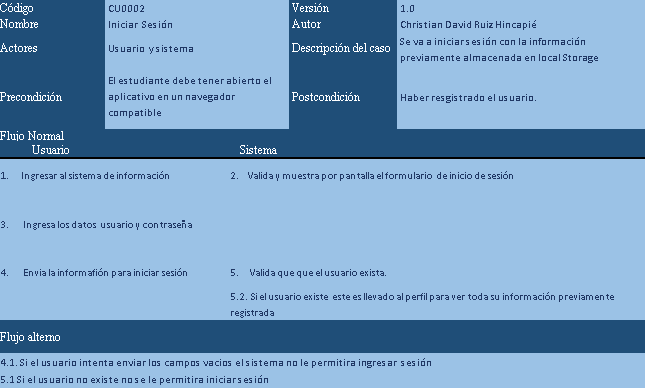 Código CU0002 Versión 1.0
Nombre Iniciar Sesión Autor Christian David Ruiz Hincapié
Actores Usuario y sistema Descripción del caso Se va a iniciar sesión con la información
previamente almacenada en local Storage
Precondición El estudiante debe tener abierto el
aplicativo en un navegador
compatible
Postcondición Haber resgistrado el usuario.
Flujo Normal
Usuario Sistema
1. Ingresar al sistema de información 2. Valida y muestra por pantalla el formulario de inicio de sesión
3. Ingresa los datos usuario y contraseña
4. Envia la informafión para iniciar sesión 5. Valida que que el usuario exista.
5.2. Si el usuario existe este es llevado al perfil para ver toda su información previamente
registrada
Flujo alterno
4.1. Si el usuario intenta enviar los campos vacios el sistema no le permitira ingresar sesión
5.1 Si el usuario no existe no se le permitira iniciar sesión